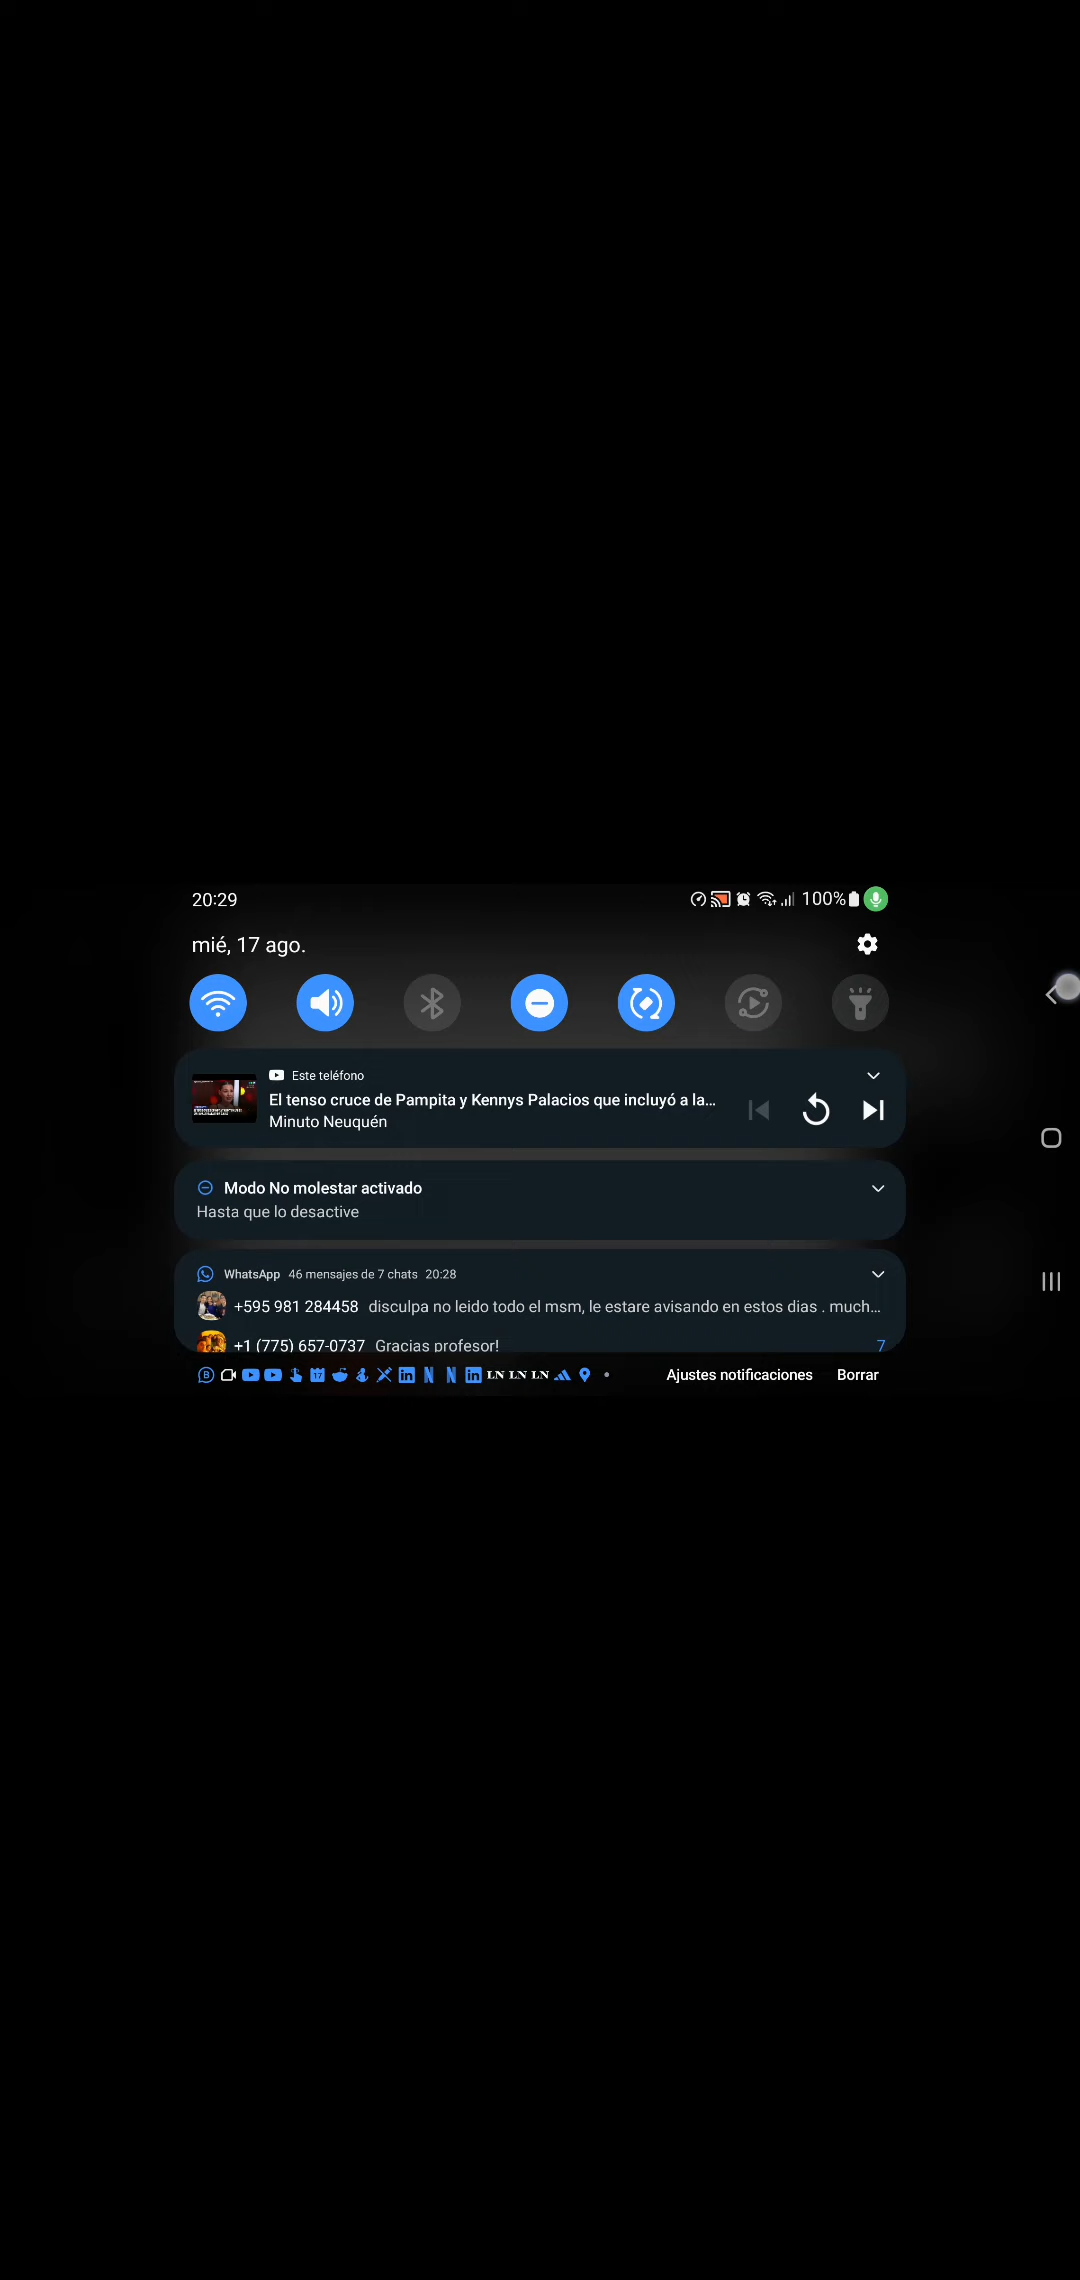 20:29
100%
mié, 17 ago.
Este teléfono
El tenso cruce de Pampita y Kennys Palacios que incluyó a la...
Minuto Neuquén
Modo No molestar activado
Hasta que lo desactive
WhatsApp 46 mensajes de 7 chats 20:28
+595 981 284458 disculpa no leido todo el msm, le estare avisando en estos dias . much...
+1 (775) 657-0737 Gracias profesor! 7
B 17 in N N in LN LN LN
Ajustes notificaciones Borrar